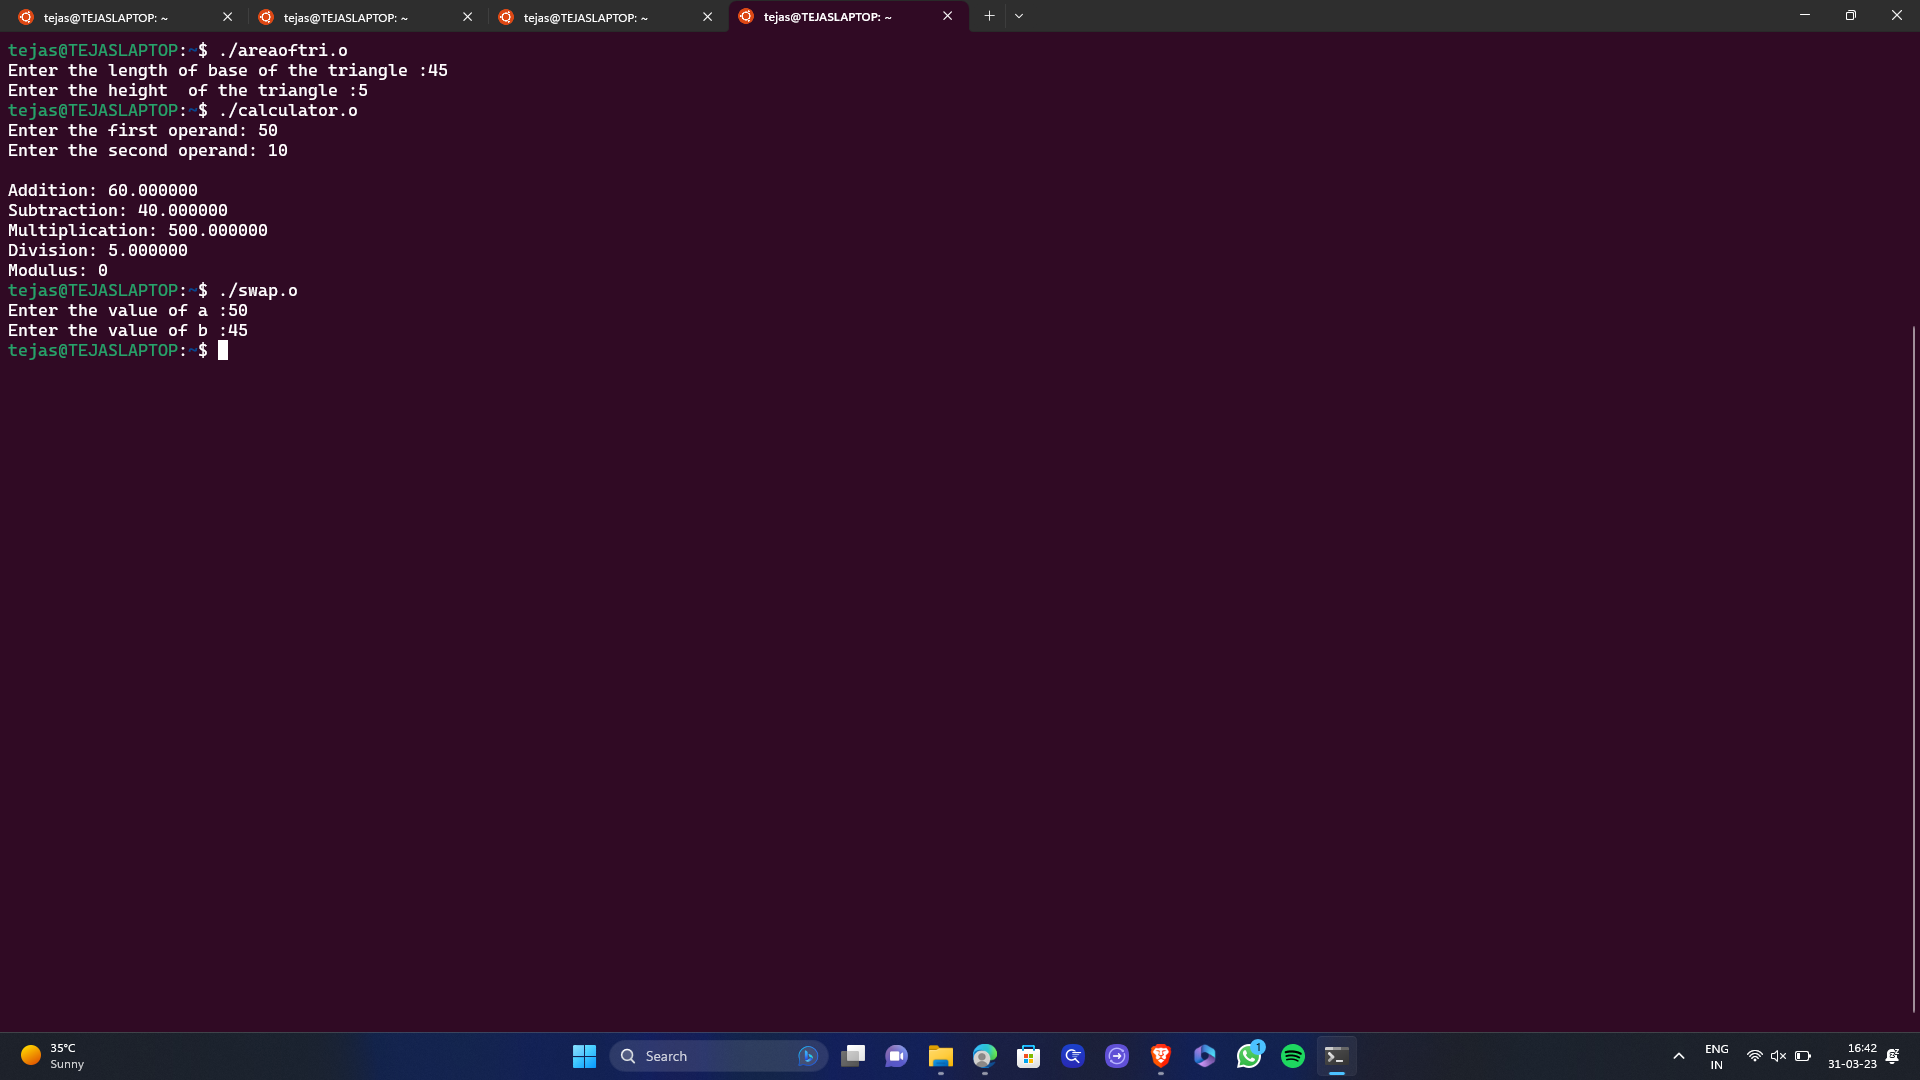 tejas@TEJASLAPTOP: ~
tejas@TEJASLAPTOP: ~
tejas@TEJASLAPTOP: ~
tejas@TEJASLAPTOP: ~
tejas@TEJASLAPTOP:~$ ./areaoftri.o
Enter the length of base of the triangle :45
Enter the height  of the triangle :5
tejas@TEJASLAPTOP:~$ ./calculator.o
Enter the first operand: 50
Enter the second operand: 10
Addition: 60.000000
Subtraction: 40.000000
Multiplication: 500.000000
Division: 5.000000
Modulus: 0
tejas@TEJASLAPTOP:~$ ./swap.o
Enter the value of a :50
Enter the value of b :45
tejas@TEJASLAPTOP:~$
35°C
Sunny
Search
1
ENG
IN
16:42
31-03-23